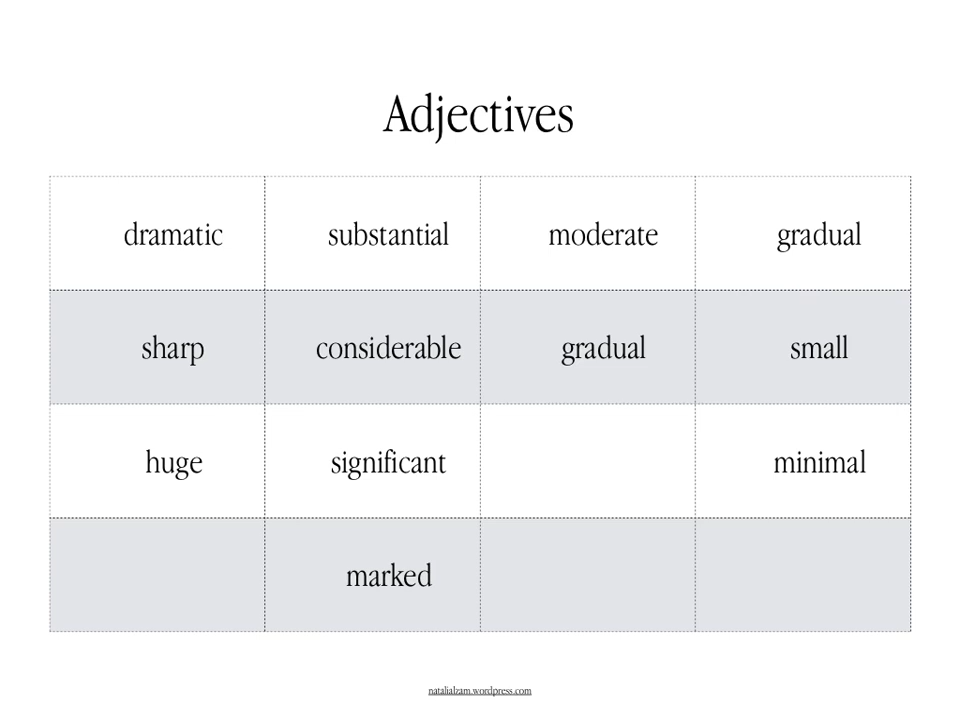 Adjectives
dramatic substantial moderate gradual
sharp considerable gradual small
huge significant minimal
marked
natalialzam.wordpress.com